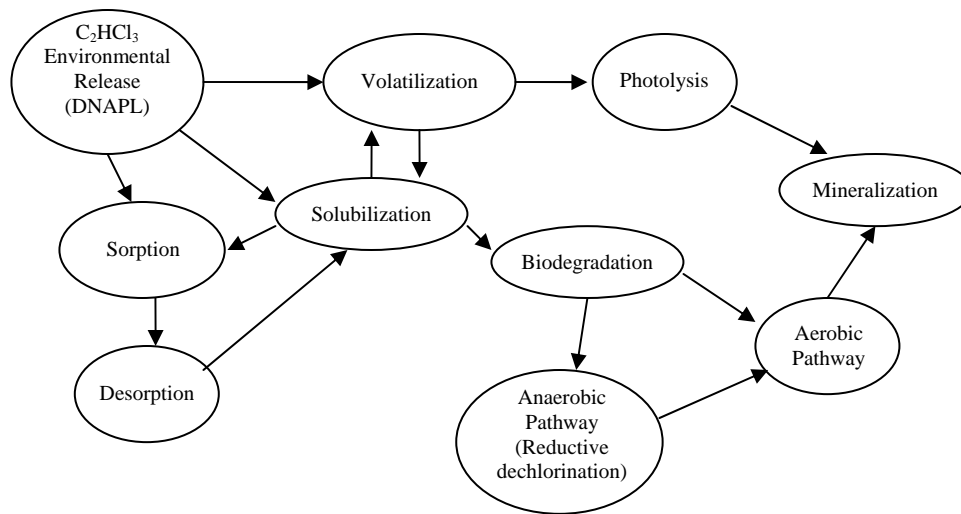 C₂HCl₃
Environmental
Release
(DNAPL)
Volatilization
Photolysis
Mineralization
Solubilization
Sorption
Biodegradation
Aerobic
Pathway
Desorption
Anaerobic
Pathway
(Reductive
dechlorination)